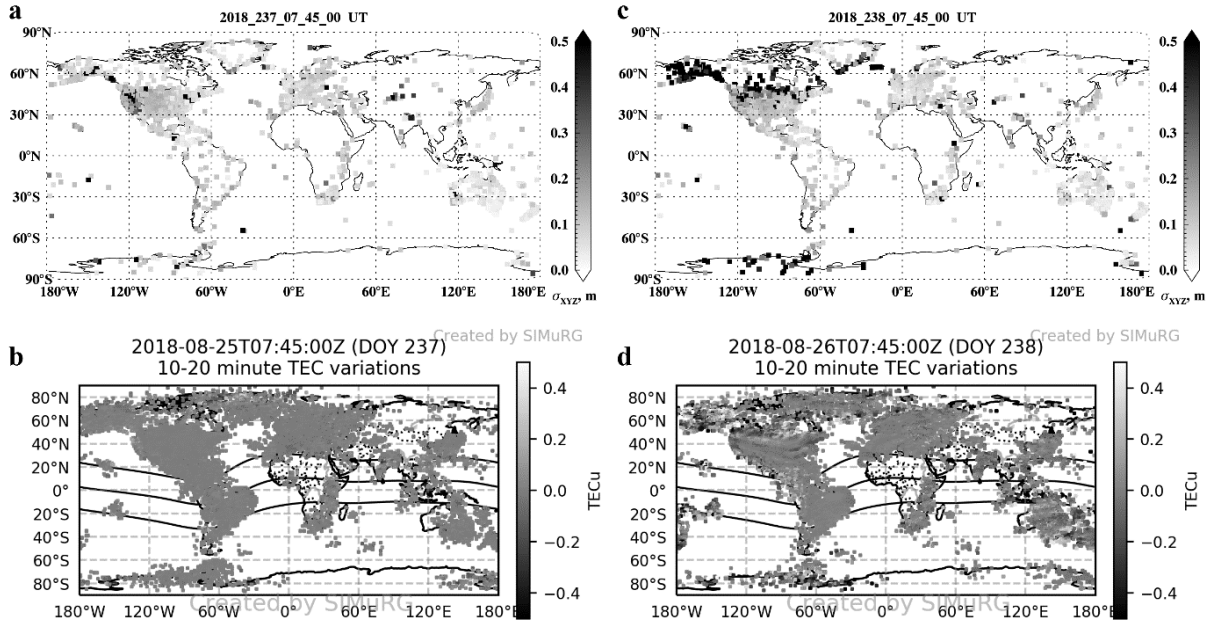 a
2018_237_07_45_00 UT
90°N
60°N
30°N
0°N
30°S
60°S
90°S
180°W 120°W 60°W 0°E 60°E 120°E 180°E
0.5
0.4
0.3
0.2
0.1
0.0
σXYZ, m
c
2018_238_07_45_00 UT
90°N
60°N
30°N
0°N
30°S
60°S
90°S
180°W 120°W 60°W 0°E 60°E 120°E 180°E
0.5
0.4
0.3
0.2
0.1
0.0
σXYZ, m
b
Created by SIMuRG
2018-08-25T07:45:00Z (DOY 237)
10-20 minute TEC variations
80°N
60°N
40°N
20°N
0°
20°S
40°S
60°S
80°S
180°W 120°W 60°W 0° 60°E 120°E 180°
0.4
0.2
0.0
−0.2
−0.4
TECu
Created by SIMuRG
d
Created by SIMuRG
2018-08-26T07:45:00Z (DOY 238)
10-20 minute TEC variations
80°N
60°N
40°N
20°N
0°
20°S
40°S
60°S
80°S
180°W 120°W 60°W 0° 60°E 120°E 180°
0.4
0.2
0.0
−0.2
−0.4
TECu
Created by SIMuRG